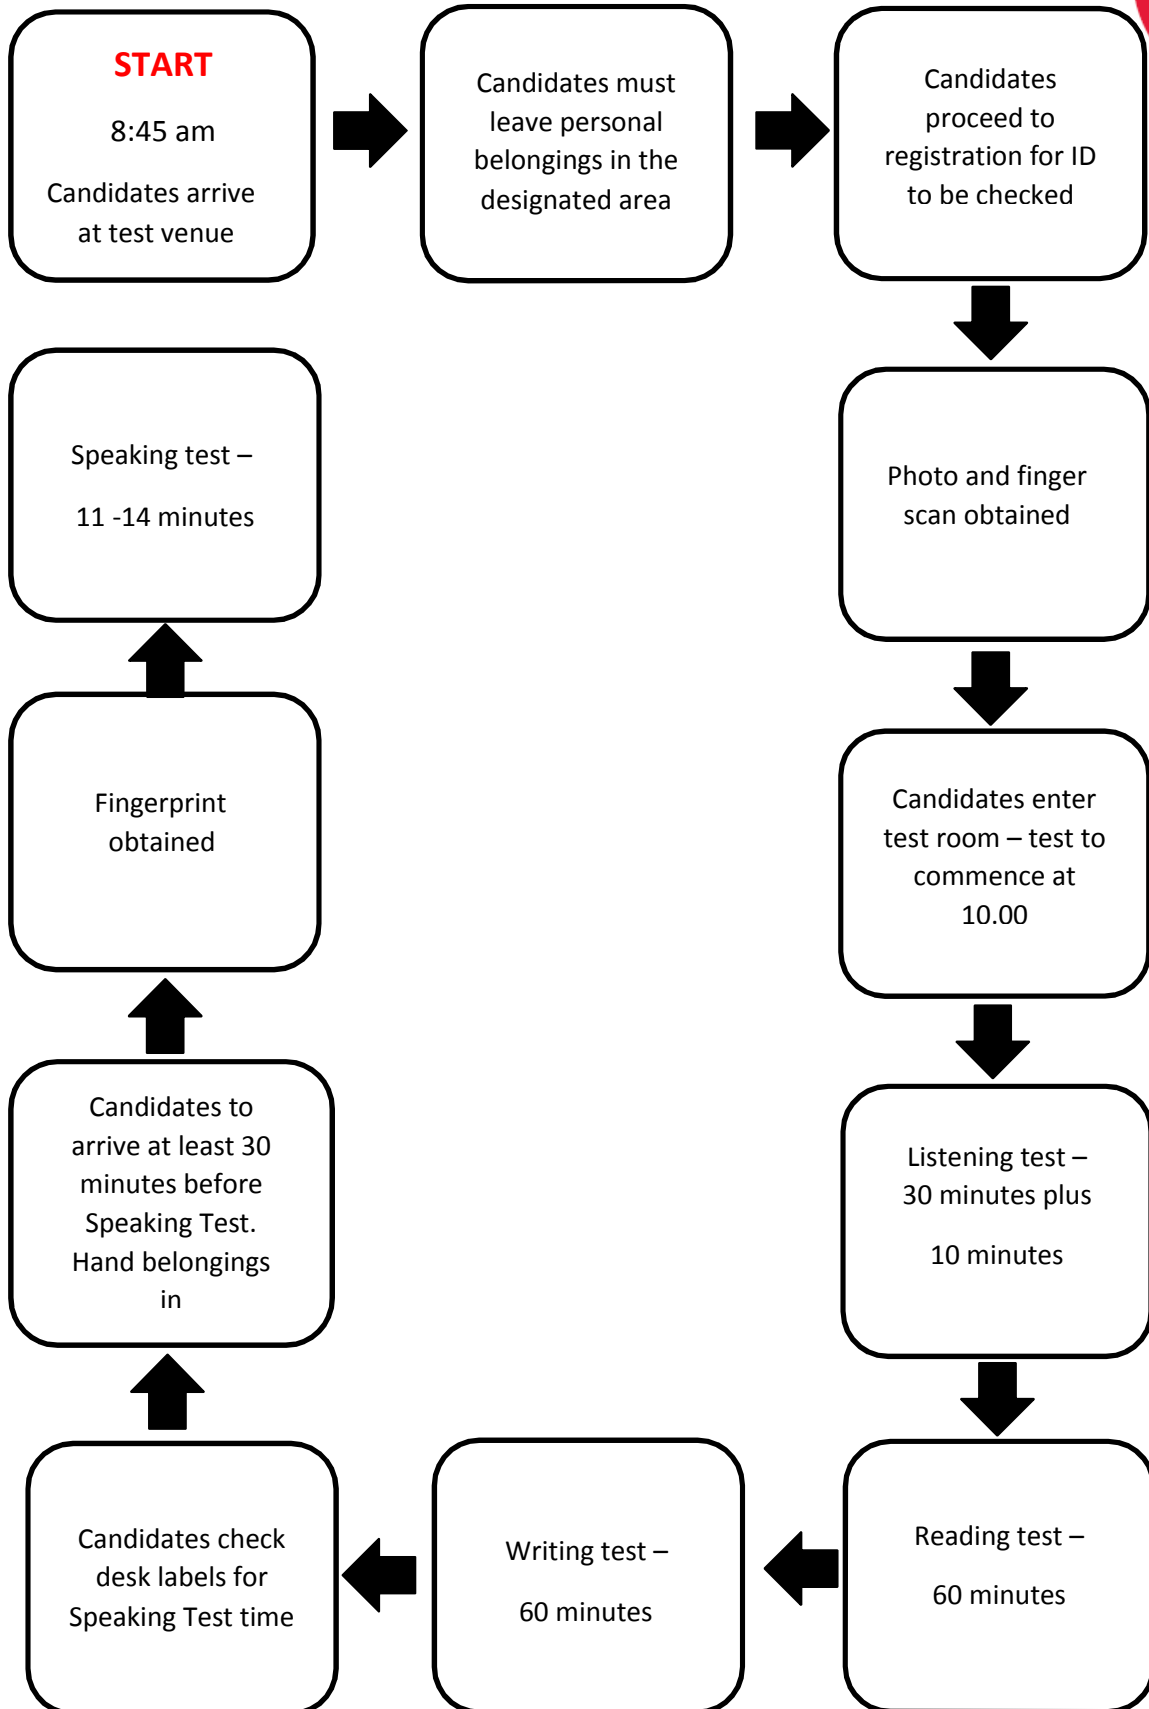 START
8:45 am
Candidates arrive
at test venue
Candidates must
leave personal
belongings in the
designated area
Candidates
proceed to
registration for ID
to be checked
Photo and finger
scan obtained
Candidates enter
test room – test to
commence at
10.00
Listening test –
30 minutes plus
10 minutes
Reading test –
60 minutes
Writing test –
60 minutes
Candidates check
desk labels for
Speaking Test time
Candidates to
arrive at least 30
minutes before
Speaking Test.
Hand belongings
in
Fingerprint
obtained
Speaking test –
11 -14 minutes